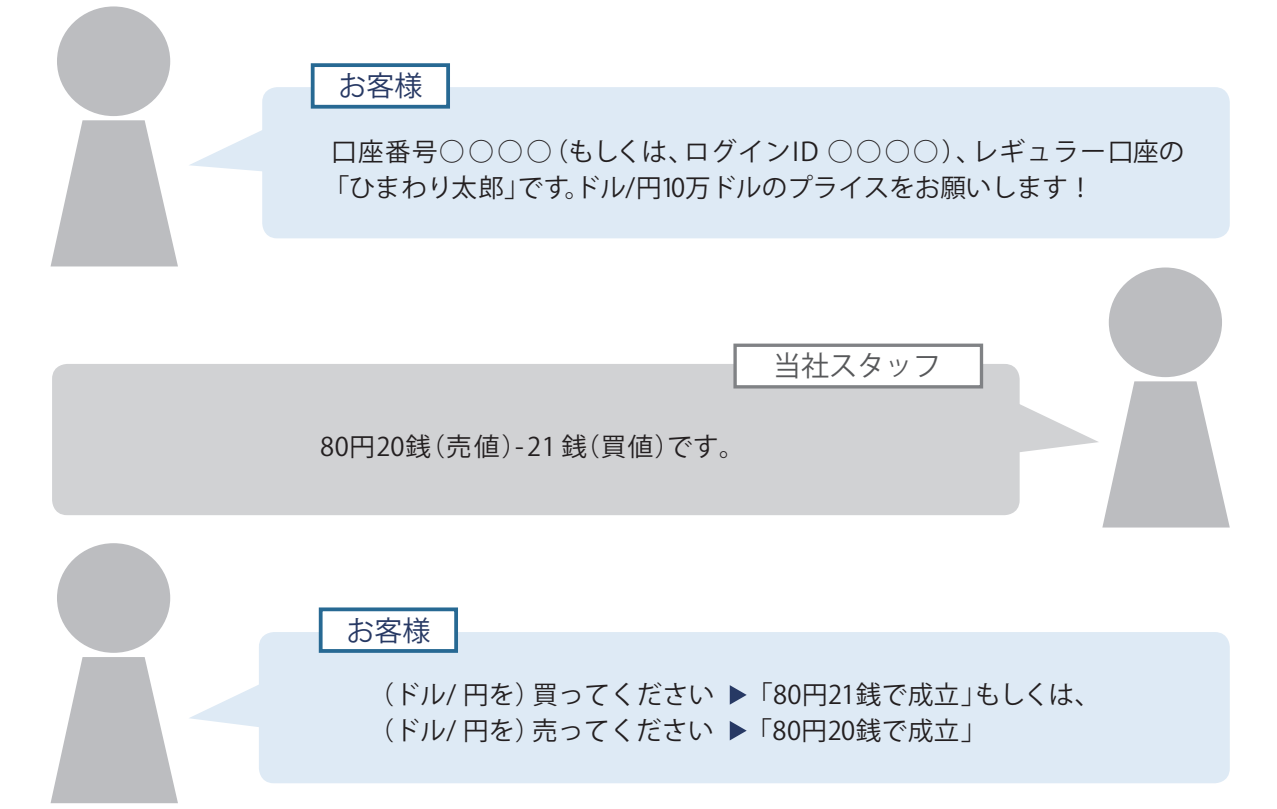 お客様
口座番号○○○○（もしくは、ログインID ○○○○）、レギュラー口座の
「ひまわり太郎」です。ドル/円10万ドルのプライスをお願いします！
当社スタッフ
80円20銭（売値）-21 銭（買値）です。
お客様
（ドル/ 円を）買ってください ▶「80円21銭で成立」もしくは、
（ドル/ 円を）売ってください ▶「80円20銭で成立」